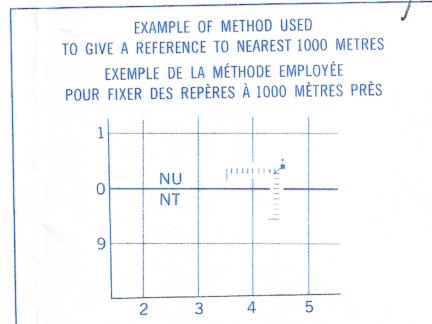 EXAMPLE OF METHOD USED
TO GIVE A REFERENCE TO NEAREST 1000 METRES
EXEMPLE DE LA MÉTHODE EMPLOYÉE
POUR FIXER DES REPÈRES À 1000 MÈTRES PRÈS
1
NU
0
NT
9
2 3 4 5